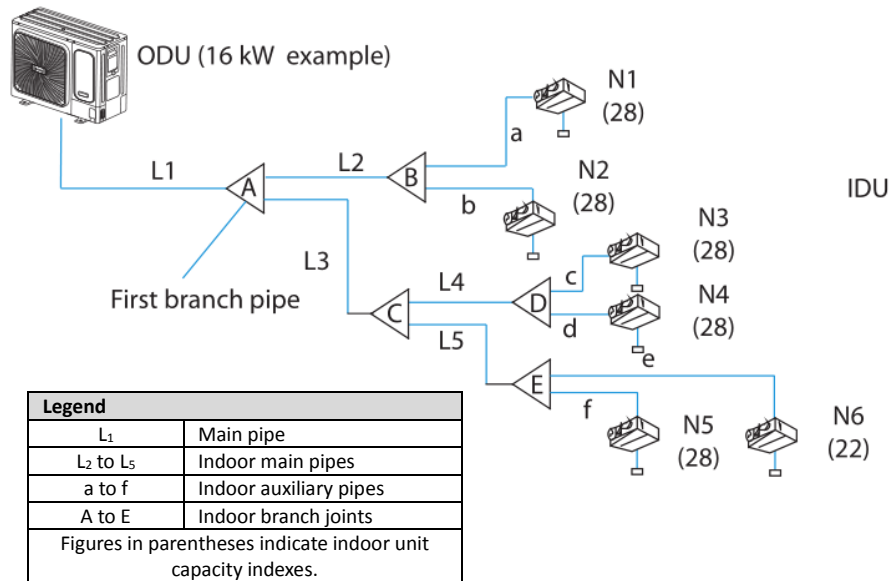 ODU (16 kW  example)
N1
(28)
a
L1
L2
A
B
N2
(28)
b
IDU
N3
(28)
L3
c
L4
First branch pipe
C
D
N4
(28)
d
L5
e
E
f
N5
(28)
N6
(22)
Legend
L₁ Main pipe
L₂ to L₅ Indoor main pipes
a to f Indoor auxiliary pipes
A to E Indoor branch joints
Figures in parentheses indicate indoor unit
capacity indexes.